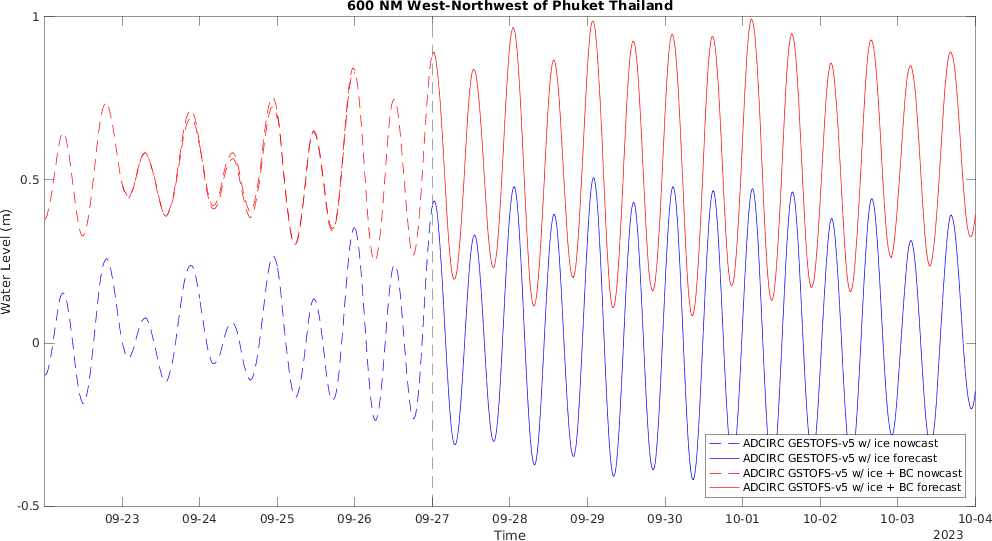 600 NM West-Northwest of Phuket Thailand
Water Level (m)
1
0.5
0
-0.5
ADCIRC GESTOFS-v5 w/ ice nowcast
ADCIRC GESTOFS-v5 w/ ice forecast
ADCIRC GSTOFS-v5 w/ ice + BC nowcast
ADCIRC GSTOFS-v5 w/ ice + BC forecast
09-23 09-24 09-25 09-26 09-27 09-28 09-29 09-30 10-01 10-02 10-03 10-04
Time
2023